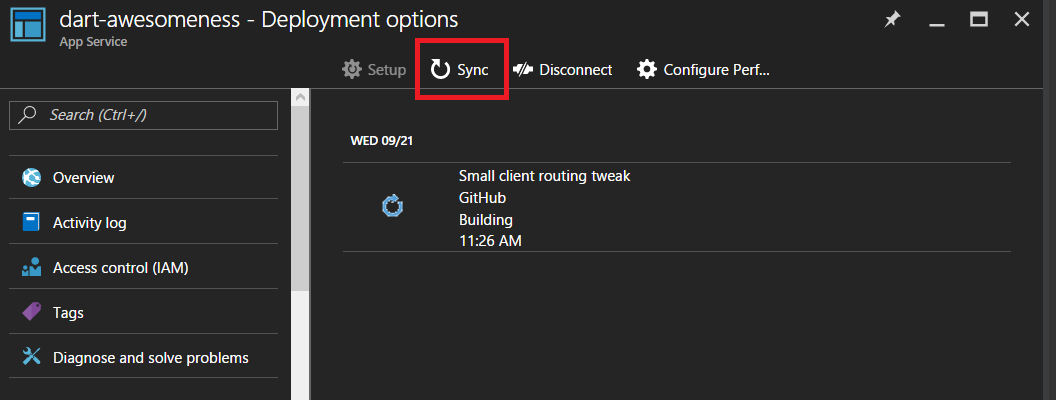 dart-awesomeness - Deployment options
App Service
Setup Sync Disconnect Configure Perf...
Search (Ctrl+/)
Overview
Activity log
Access control (IAM)
Tags
Diagnose and solve problems
WED 09/21
Small client routing tweak
GitHub
Building
11:26 AM